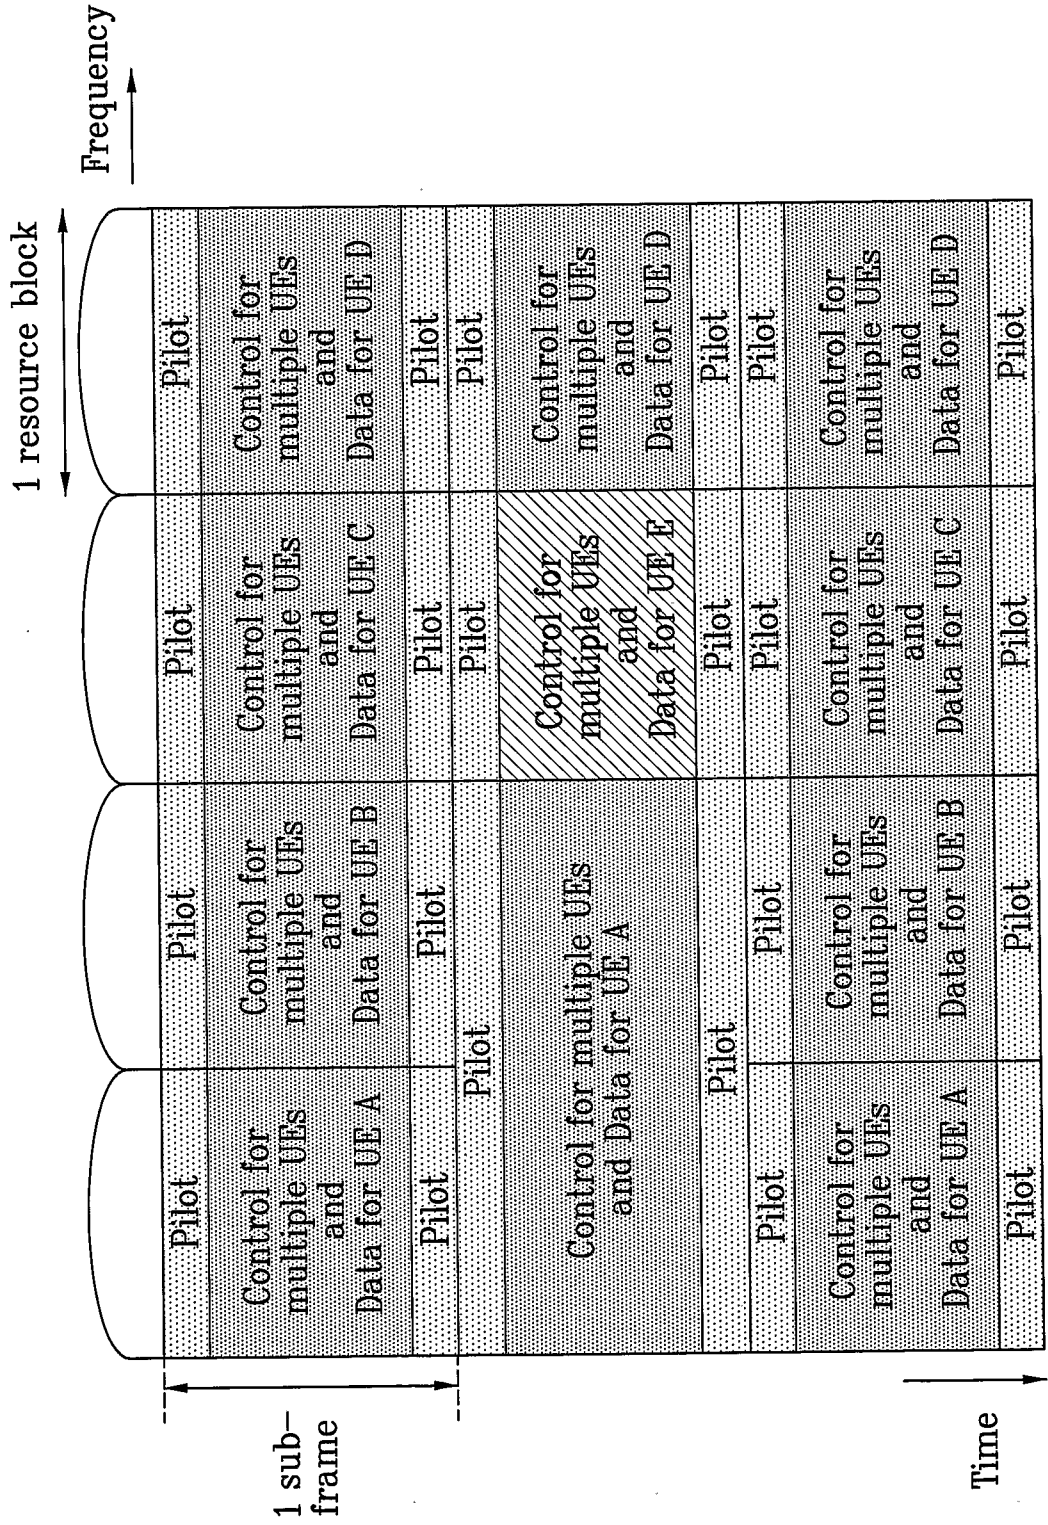 1 resource block
Frequency
Pilot
Pilot
Pilot
Pilot
1 sub-
frame
Control for
multiple UEs
and
Data for UE A
Control for
multiple UEs
and
Data for UE B
Control for
multiple UEs
and
Data for UE C
Control for
multiple UEs
and
Data for UE D
Pilot
Pilot
Pilot
Pilot
Pilot
Pilot
Pilot
Control for multiple UEs
and Data for UE A
Control for
multiple UEs
and
Data for UE E
Control for
multiple UEs
and
Data for UE D
Pilot
Pilot
Pilot
Pilot
Pilot
Pilot
Pilot
Control for
multiple UEs
and
Data for UE A
Control for
multiple UEs
and
Data for UE B
Control for
multiple UEs
and
Data for UE C
Control for
multiple UEs
and
Data for UE D
Time
Pilot
Pilot
Pilot
Pilot